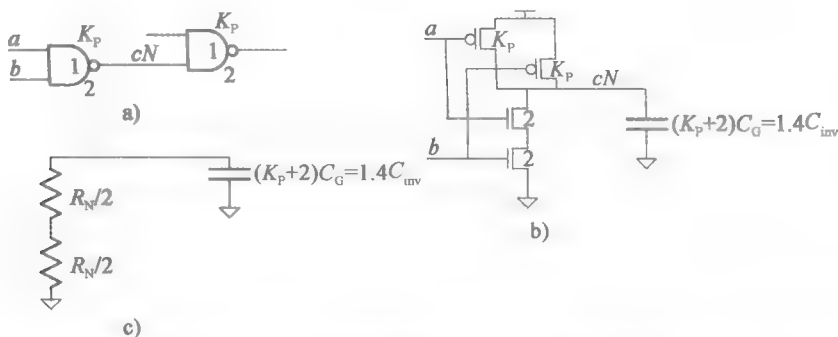 K_P
K_P
a
b
1
2
cN
1
2
a)
a
K_P
K_P
cN
2
b
2
(K_P+2)C_G=1.4C_inv
b)
(K_P+2)C_G=1.4C_inv
R_N/2
R_N/2
c)